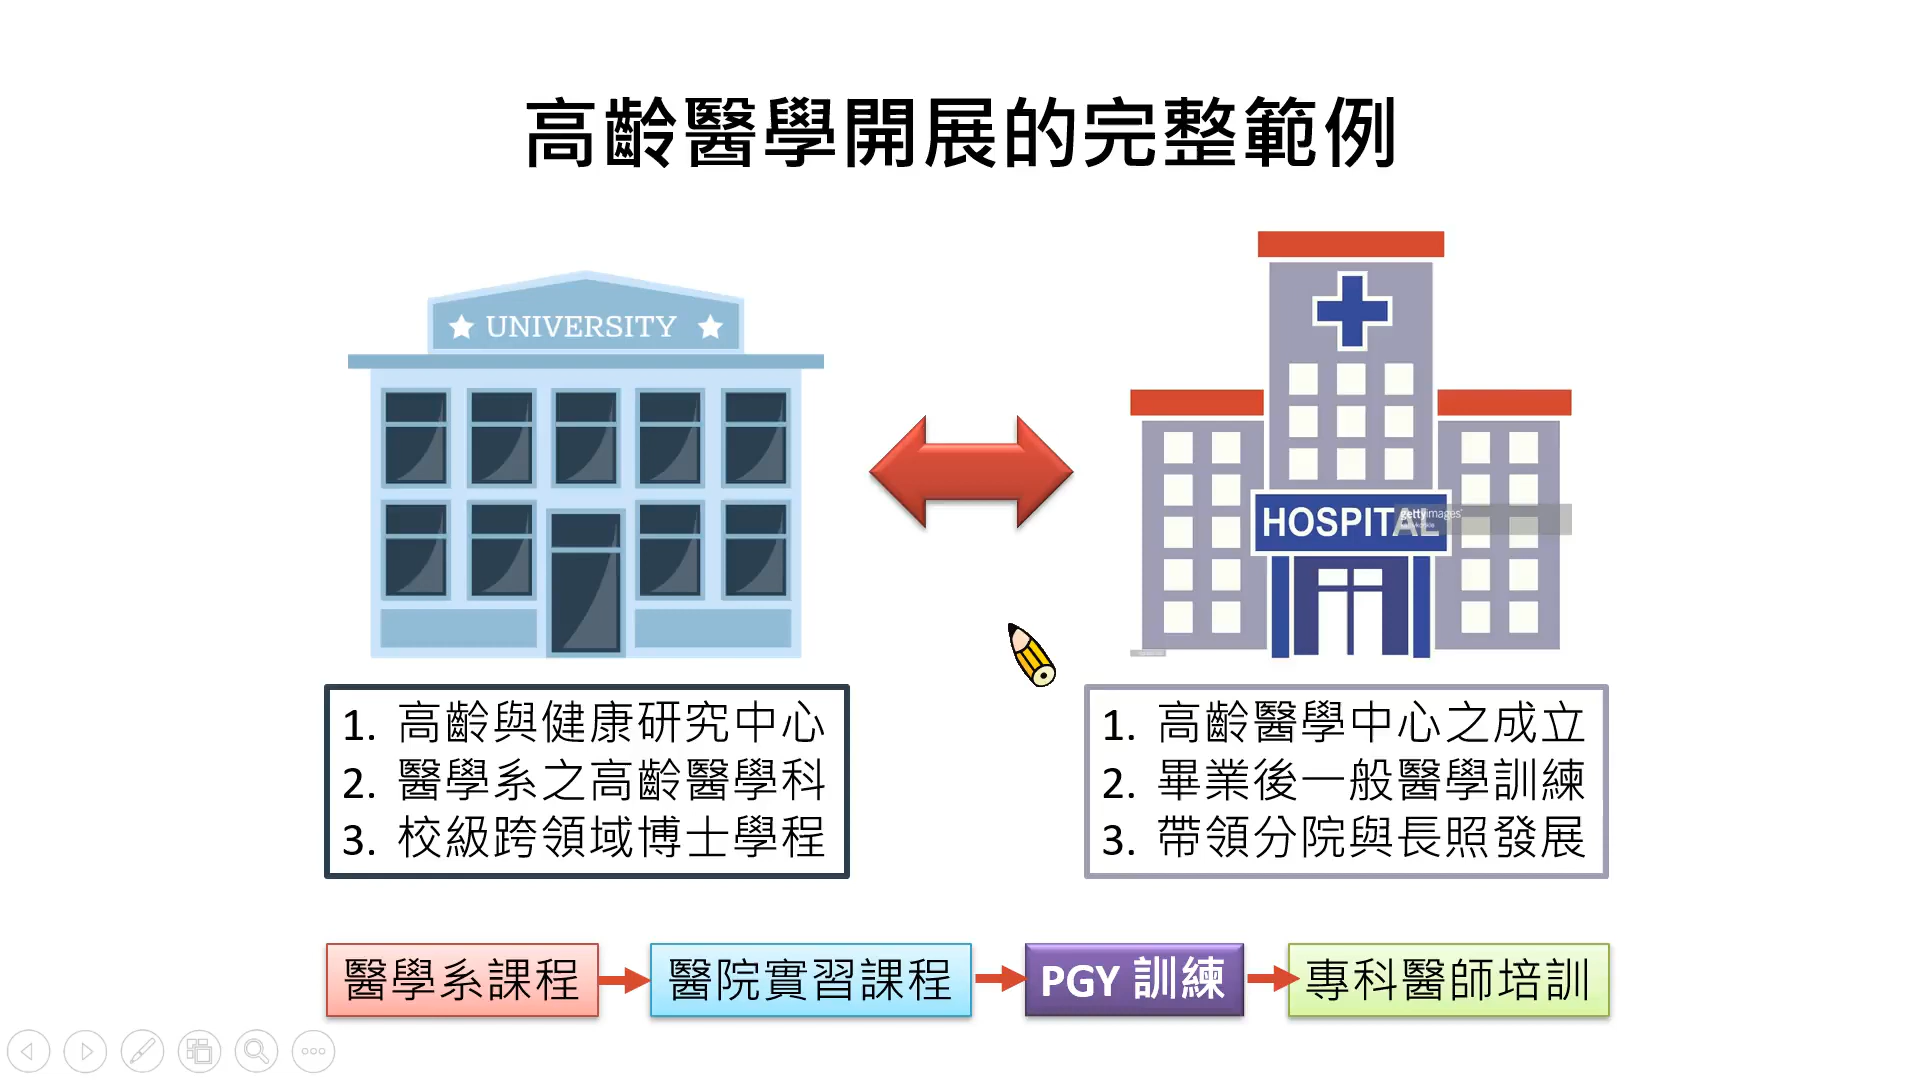 高齡醫學開展的完整範例
UNIVERSITY
HOSPITAL
gettyimages
1. 高齡與健康研究中心
2. 醫學系之高齡醫學科
3. 校級跨領域博士學程
1. 高齡醫學中心之成立
2. 畢業後一般醫學訓練
3. 帶領分院與長照發展
醫學系課程
醫院實習課程
PGY 訓練
專科醫師培訓